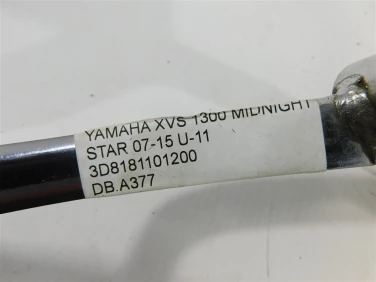 YAMAHA XVS 1300 MIDNIGHT
STAR 07-15 U-11
3D8181101200
DB.A377